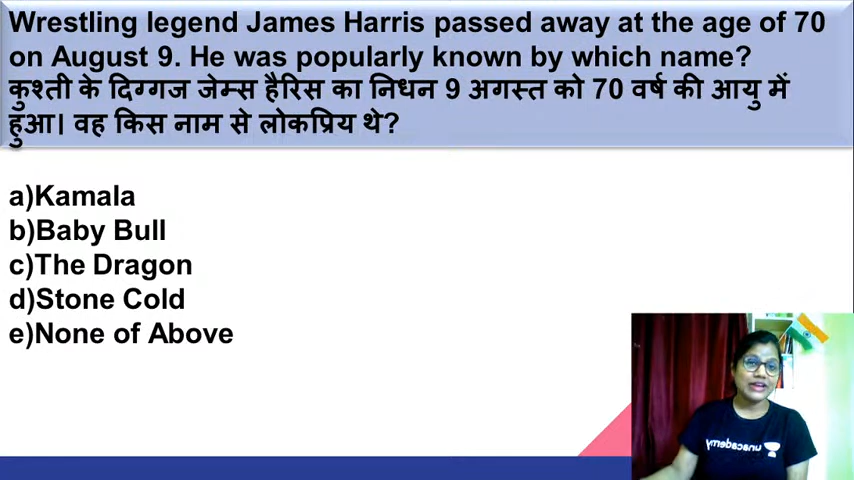 Wrestling legend James Harris passed away at the age of 70
on August 9. He was popularly known by which name?
कुश्ती के दिग्गज जेम्स हैरिस का निधन 9 अगस्त को 70 वर्ष की आयु में
हुआ। वह किस नाम से लोकप्रिय थे?
a)Kamala
b)Baby Bull
c)The Dragon
d)Stone Cold
e)None of Above
unacademy